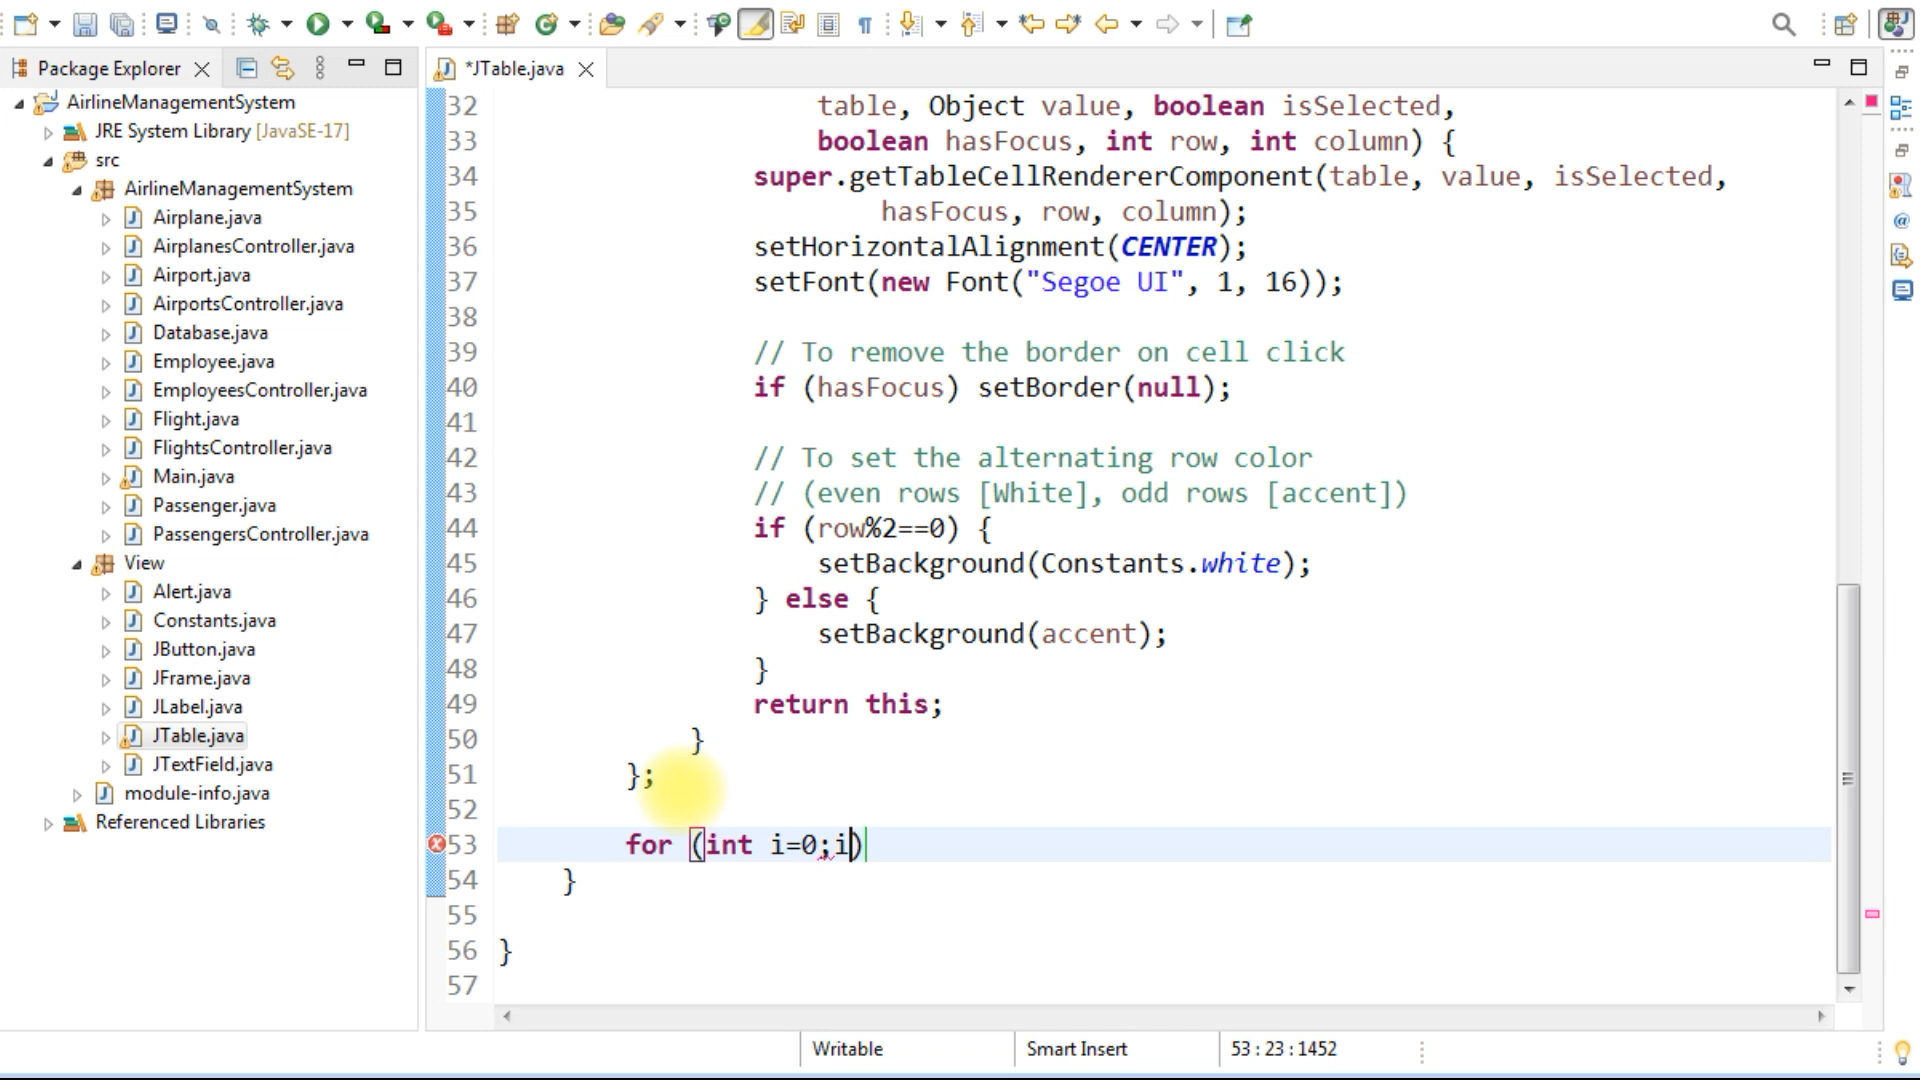 Package Explorer
AirlineManagementSystem
JRE System Library [JavaSE-17]
src
AirlineManagementSystem
Airplane.java
AirplanesController.java
Airport.java
AirportsController.java
Database.java
Employee.java
EmployeesController.java
Flight.java
FlightsController.java
Main.java
Passenger.java
PassengersController.java
View
Alert.java
Constants.java
JButton.java
JFrame.java
JLabel.java
JTable.java
JTextField.java
module-info.java
Referenced Libraries
*JTable.java
32 table, Object value, boolean isSelected,
33 boolean hasFocus, int row, int column) {
34 super.getTableCellRendererComponent(table, value, isSelected,
35 hasFocus, row, column);
36 setHorizontalAlignment(CENTER);
37 setFont(new Font("Segoe UI", 1, 16));
38
39 // To remove the border on cell click
40 if (hasFocus) setBorder(null);
41
42 // To set the alternating row color
43 // (even rows [White], odd rows [accent])
44 if (row%2==0) {
45 setBackground(Constants.white);
46 } else {
47 setBackground(accent);
48 }
49 return this;
50 }
51 };
52
53 for (int i=0;i)
54 }
55
56 }
57
Writable
Smart Insert
53 : 23 : 1452